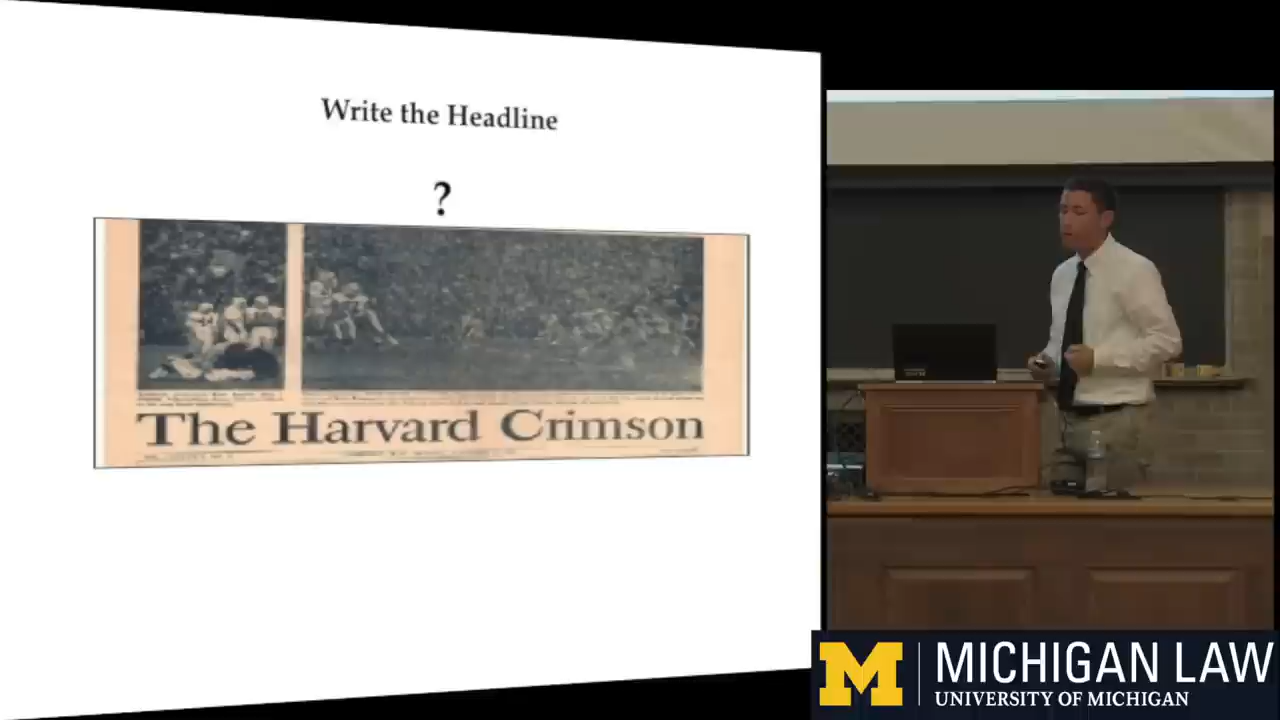 Write the Headline
?
The Harvard Crimson
M
MICHIGAN LAW
UNIVERSITY OF MICHIGAN